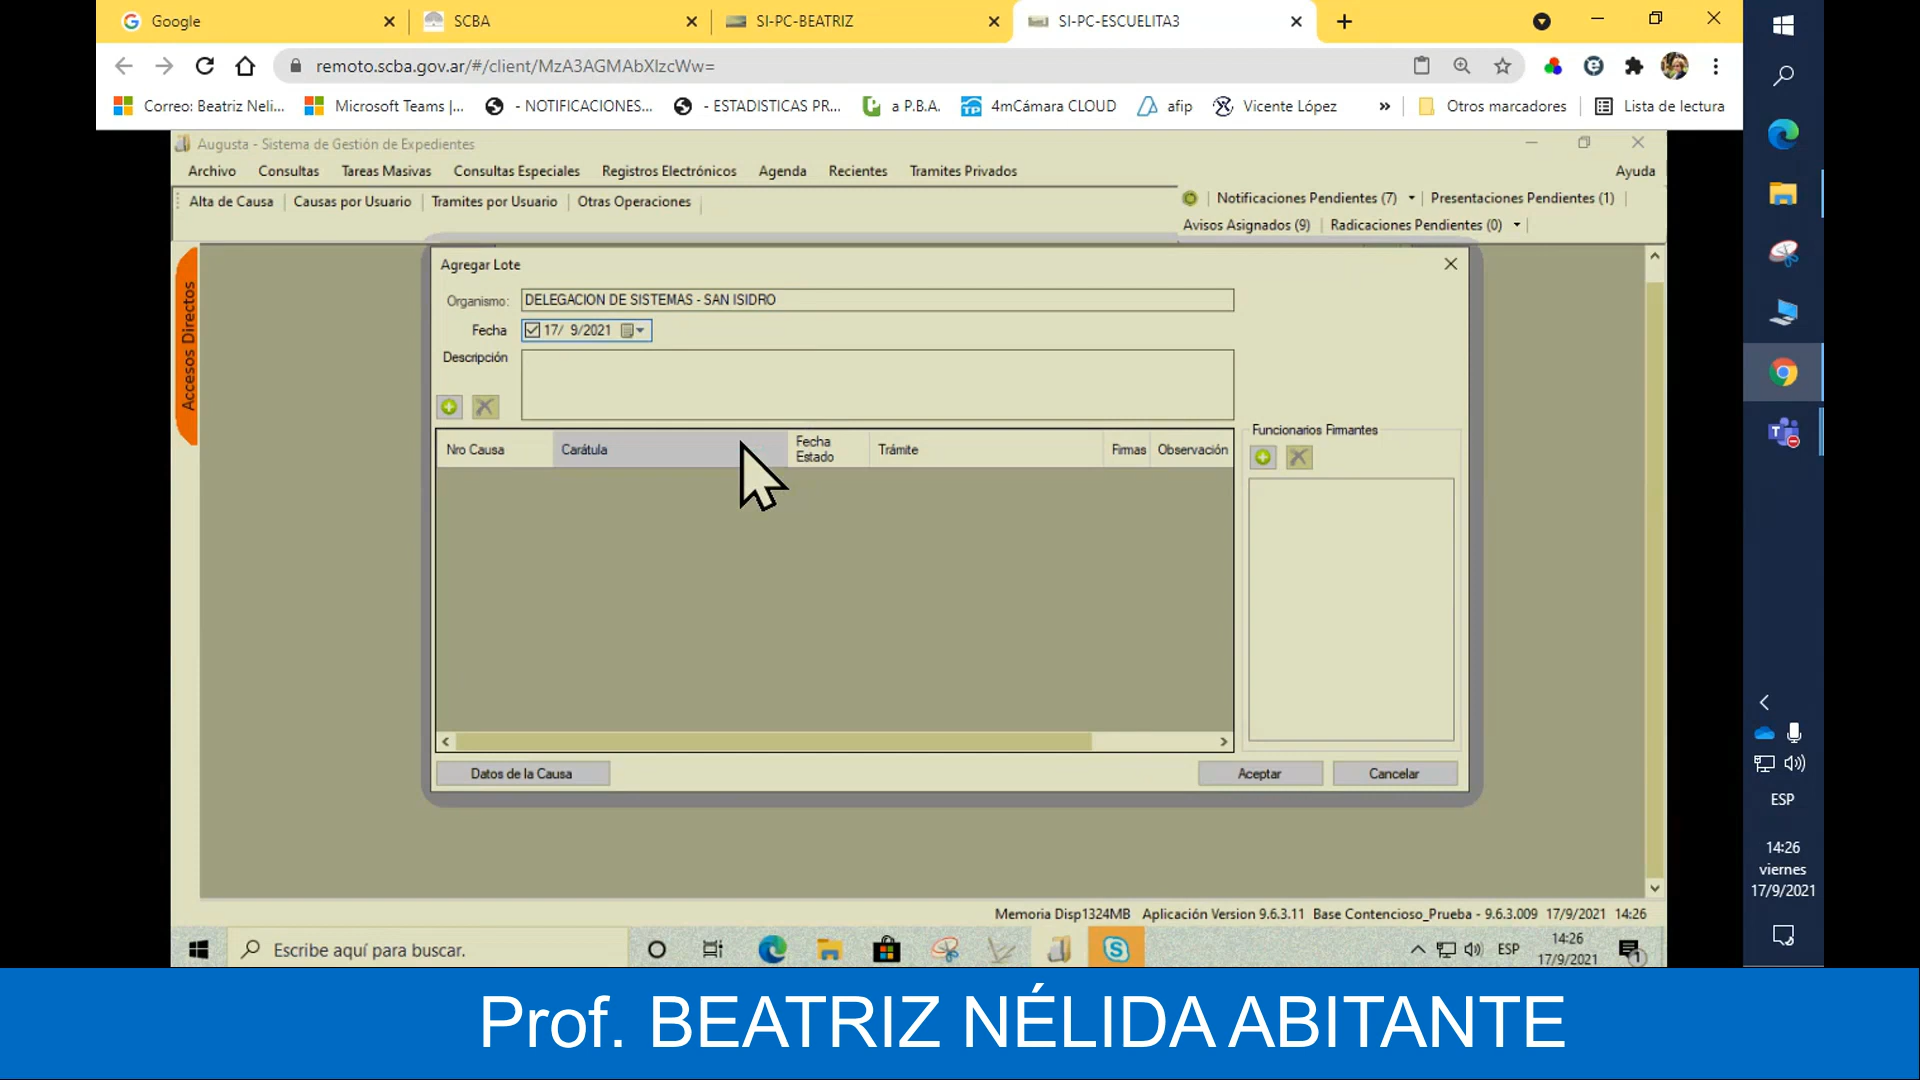 Google
SCBA
SI-PC-BEATRIZ
SI-PC-ESCUELITA3
remoto.scba.gov.ar/#/client/MzA3AGMAbXlzcWw=
Correo: Beatriz Neli...
Microsoft Teams |...
- NOTIFICACIONES...
- ESTADISTICAS PR...
a P.B.A.
4mCámara CLOUD
afip
Vicente López
»
Otros marcadores
Lista de lectura
Augusta - Sistema de Gestión de Expedientes
Archivo Consultas Tareas Masivas Consultas Especiales Registros Electrónicos Agenda Recientes Tramites Privados Ayuda
Alta de Causa Causas por Usuario Tramites por Usuario Otras Operaciones
Notificaciones Pendientes (7) Presentaciones Pendientes (1)
Avisos Asignados (9) Radicaciones Pendientes (0)
Accesos Directos
Agregar Lote
Organismo: DELEGACION DE SISTEMAS - SAN ISIDRO
Fecha 17/ 9/2021
Descripción
Nro Causa Carátula Fecha Estado Trámite Firmas Observación
Funcionarios Firmantes
Datos de la Causa Aceptar Cancelar
Memoria Disp1324MB Aplicación Version 9.6.3.11 Base Contencioso_Prueba - 9.6.3.009 17/9/2021 14:26
Escribe aquí para buscar.
ESP
14:26
17/9/2021
1
ESP
14:26
viernes
17/9/2021
Prof. BEATRIZ NÉLIDA ABITANTE